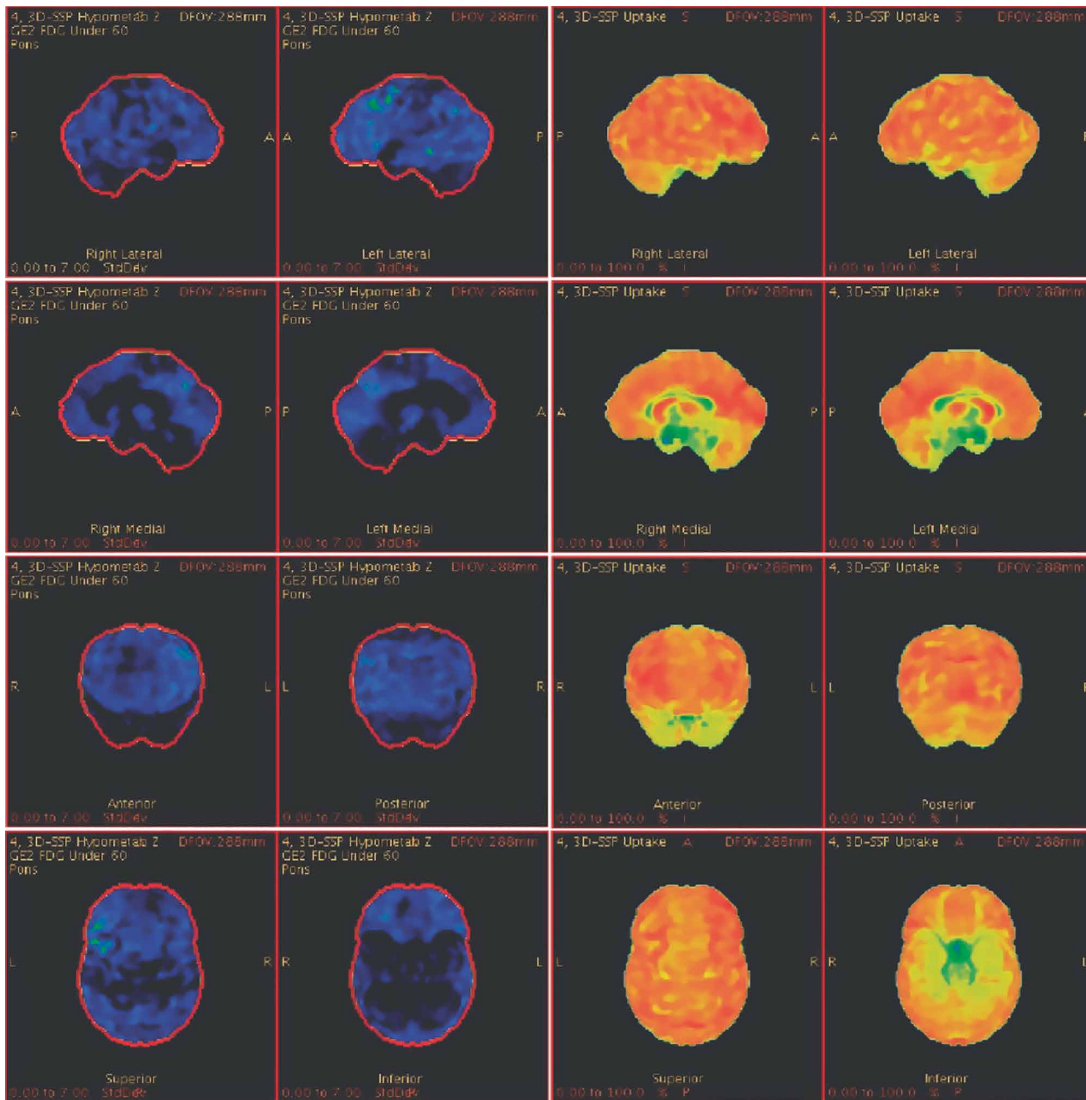 4, 3D-SSP Hypometab Z DFOV:288mm
GE2 FDG Under 60
Pons
P A
Right Lateral
0.00 to 7.00 StdDev
4, 3D-SSP Hypometab Z DFOV:288mm
GE2 FDG Under 60
Pons
A P
Left Lateral
0.00 to 7.00 StdDev
4, 3D-SSP Uptake S DFOV:288mm
P A
Right Lateral
0.00 to 100.0 % I
4, 3D-SSP Uptake S DFOV:288mm
A
Left Lateral
0.00 to 100.0 % I
4, 3D-SSP Hypometab Z DFOV:288mm
GE2 FDG Under 60
Pons
A P
Right Medial
0.00 to 7.00 StdDev
4, 3D-SSP Hypometab Z DFOV:288mm
GE2 FDG Under 60
Pons
P A
Left Medial
0.00 to 7.00 StdDev
4, 3D-SSP Uptake S DFOV:288mm
A P
Right Medial
0.00 to 100.0 % I
4, 3D-SSP Uptake S DFOV:288mm
P
Left Medial
0.00 to 100.0 % I
4, 3D-SSP Hypometab Z DFOV:288mm
GE2 FDG Under 60
Pons
R L
Anterior
0.00 to 7.00 StdDev
4, 3D-SSP Hypometab Z DFOV:288mm
GE2 FDG Under 60
Pons
L R
Posterior
0.00 to 7.00 StdDev
4, 3D-SSP Uptake S DFOV:288mm
R L
Anterior
0.00 to 100.0 % I
4, 3D-SSP Uptake S DFOV:288mm
L
Posterior
0.00 to 100.0 % I
4, 3D-SSP Hypometab Z DFOV:288mm
GE2 FDG Under 60
Pons
L R
Superior
0.00 to 7.00 StdDev
4, 3D-SSP Hypometab Z DFOV:288mm
GE2 FDG Under 60
Pons
R L
Inferior
0.00 to 7.00 StdDev
4, 3D-SSP Uptake A DFOV:288mm
L R
Superior
0.00 to 100.0 % P
4, 3D-SSP Uptake A DFOV:288mm
R
Inferior
0.00 to 100.0 % P